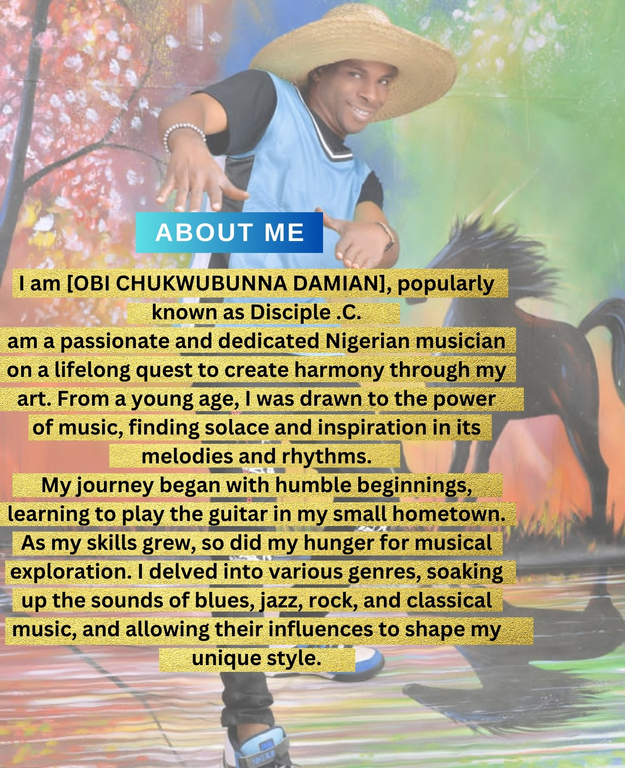 ABOUT ME
I am [OBI CHUKWUBUNNA DAMIAN], popularly
known as Disciple .C.
am a passionate and dedicated Nigerian musician
on a lifelong quest to create harmony through my
art. From a young age, I was drawn to the power
of music, finding solace and inspiration in its
melodies and rhythms.
My journey began with humble beginnings,
learning to play the guitar in my small hometown.
As my skills grew, so did my hunger for musical
exploration. I delved into various genres, soaking
up the sounds of blues, jazz, rock, and classical
music, and allowing their influences to shape my
unique style.